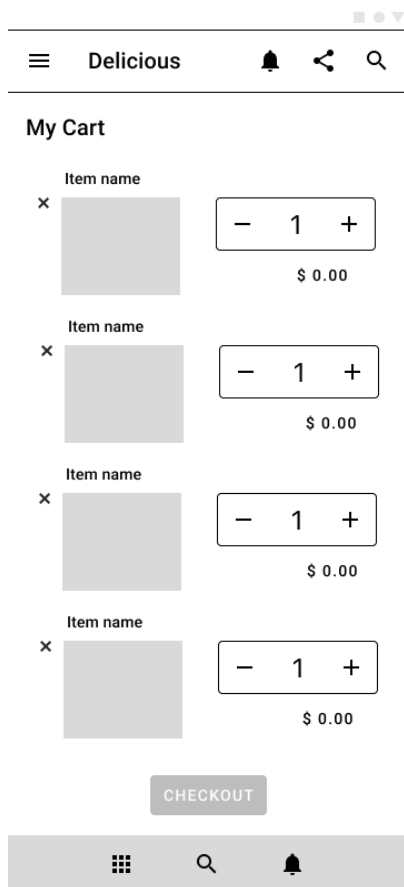 Delicious
My Cart
Item name
1
$ 0.00
Item name
1
$ 0.00
Item name
1
$ 0.00
Item name
1
$ 0.00
CHECKOUT